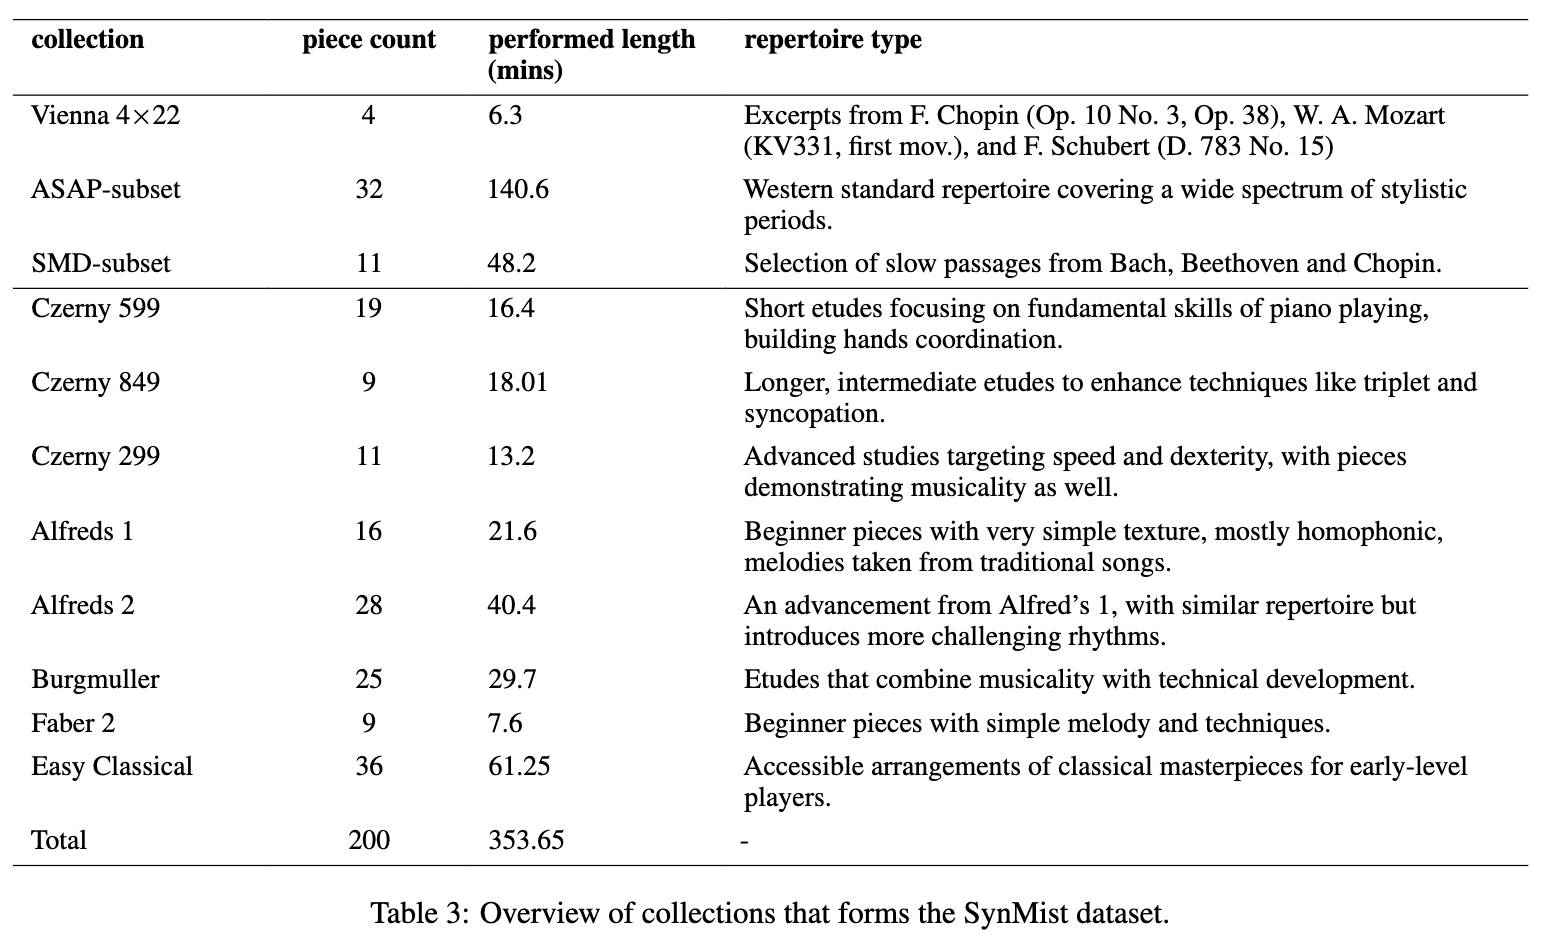 collection piece count performed length repertoire type
(mins)
Vienna 4×22 4 6.3 Excerpts from F. Chopin (Op. 10 No. 3, Op. 38), W. A. Mozart
(KV331, first mov.), and F. Schubert (D. 783 No. 15)
ASAP-subset 32 140.6 Western standard repertoire covering a wide spectrum of stylistic
periods.
SMD-subset 11 48.2 Selection of slow passages from Bach, Beethoven and Chopin.
Czerny 599 19 16.4 Short etudes focusing on fundamental skills of piano playing,
building hands coordination.
Czerny 849 9 18.01 Longer, intermediate etudes to enhance techniques like triplet and
syncopation.
Czerny 299 11 13.2 Advanced studies targeting speed and dexterity, with pieces
demonstrating musicality as well.
Alfreds 1 16 21.6 Beginner pieces with very simple texture, mostly homophonic,
melodies taken from traditional songs.
Alfreds 2 28 40.4 An advancement from Alfred's 1, with similar repertoire but
introduces more challenging rhythms.
Burgmuller 25 29.7 Etudes that combine musicality with technical development.
Faber 2 9 7.6 Beginner pieces with simple melody and techniques.
Easy Classical 36 61.25 Accessible arrangements of classical masterpieces for early-level
players.
Total 200 353.65 -
Table 3: Overview of collections that forms the SynMist dataset.